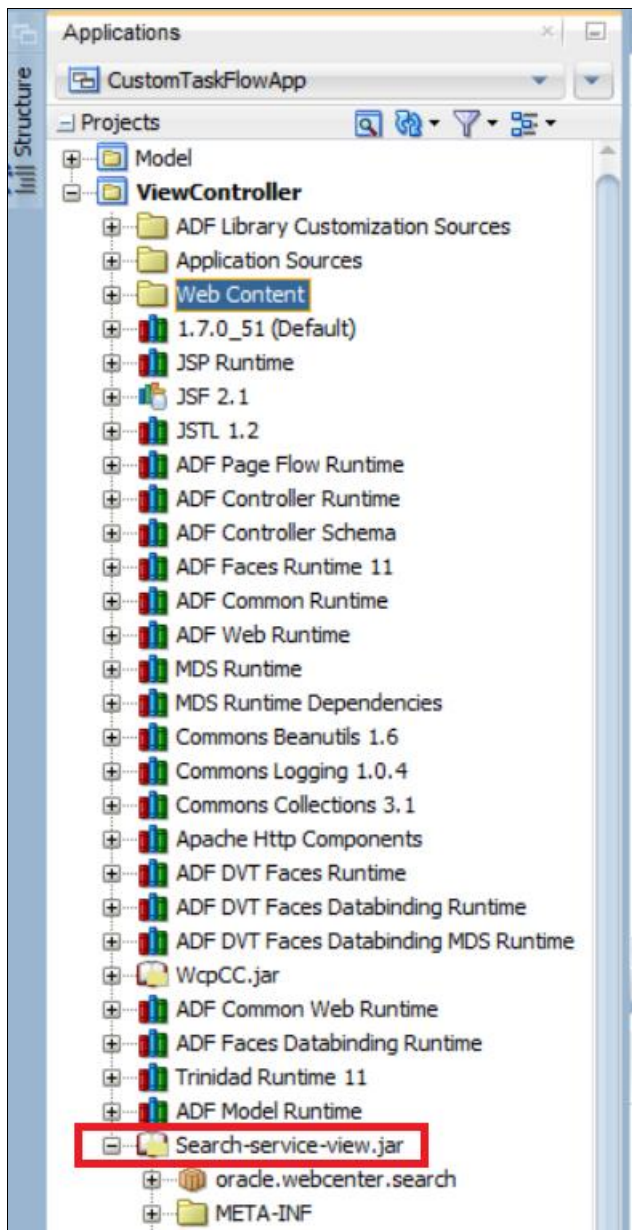 Applications
Structure
CustomTaskFlowApp
Projects
Model
ViewController
ADF Library Customization Sources
Application Sources
Web Content
1.7.0_51 (Default)
JSP Runtime
JSF 2.1
JSTL 1.2
ADF Page Flow Runtime
ADF Controller Runtime
ADF Controller Schema
ADF Faces Runtime 11
ADF Common Runtime
ADF Web Runtime
MDS Runtime
MDS Runtime Dependencies
Commons Beanutils 1.6
Commons Logging 1.0.4
Commons Collections 3.1
Apache Http Components
ADF DVT Faces Runtime
ADF DVT Faces Databinding Runtime
ADF DVT Faces Databinding MDS Runtime
WcpCC.jar
ADF Common Web Runtime
ADF Faces Databinding Runtime
Trinidad Runtime 11
ADF Model Runtime
Search-service-view.jar
oracle.webcenter.search
META-INF